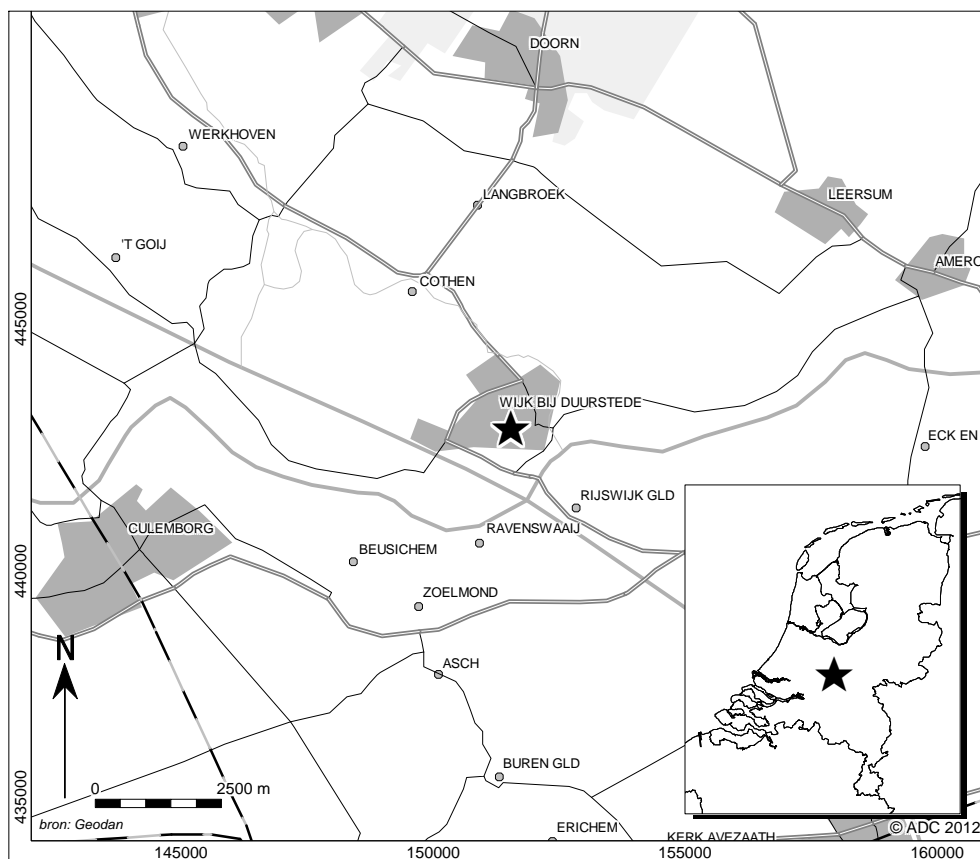 DOORN
WERKHOVEN
LANGBROEK
LEERSUM
'T GOIJ
AMERO
COTHEN
445000
WIJK BIJ DUURSTEDE
ECK EN
RIJSWIJK GLD
CULEMBORG
RAVENSWAAIJ
BEUSICHEM
440000
ZOELMOND
N
ASCH
BUREN GLD
0 2500 m
435000
bron: Geodan
ERICHEM
KERK AVEZAATH
© ADC 2012
145000 150000 155000 160000